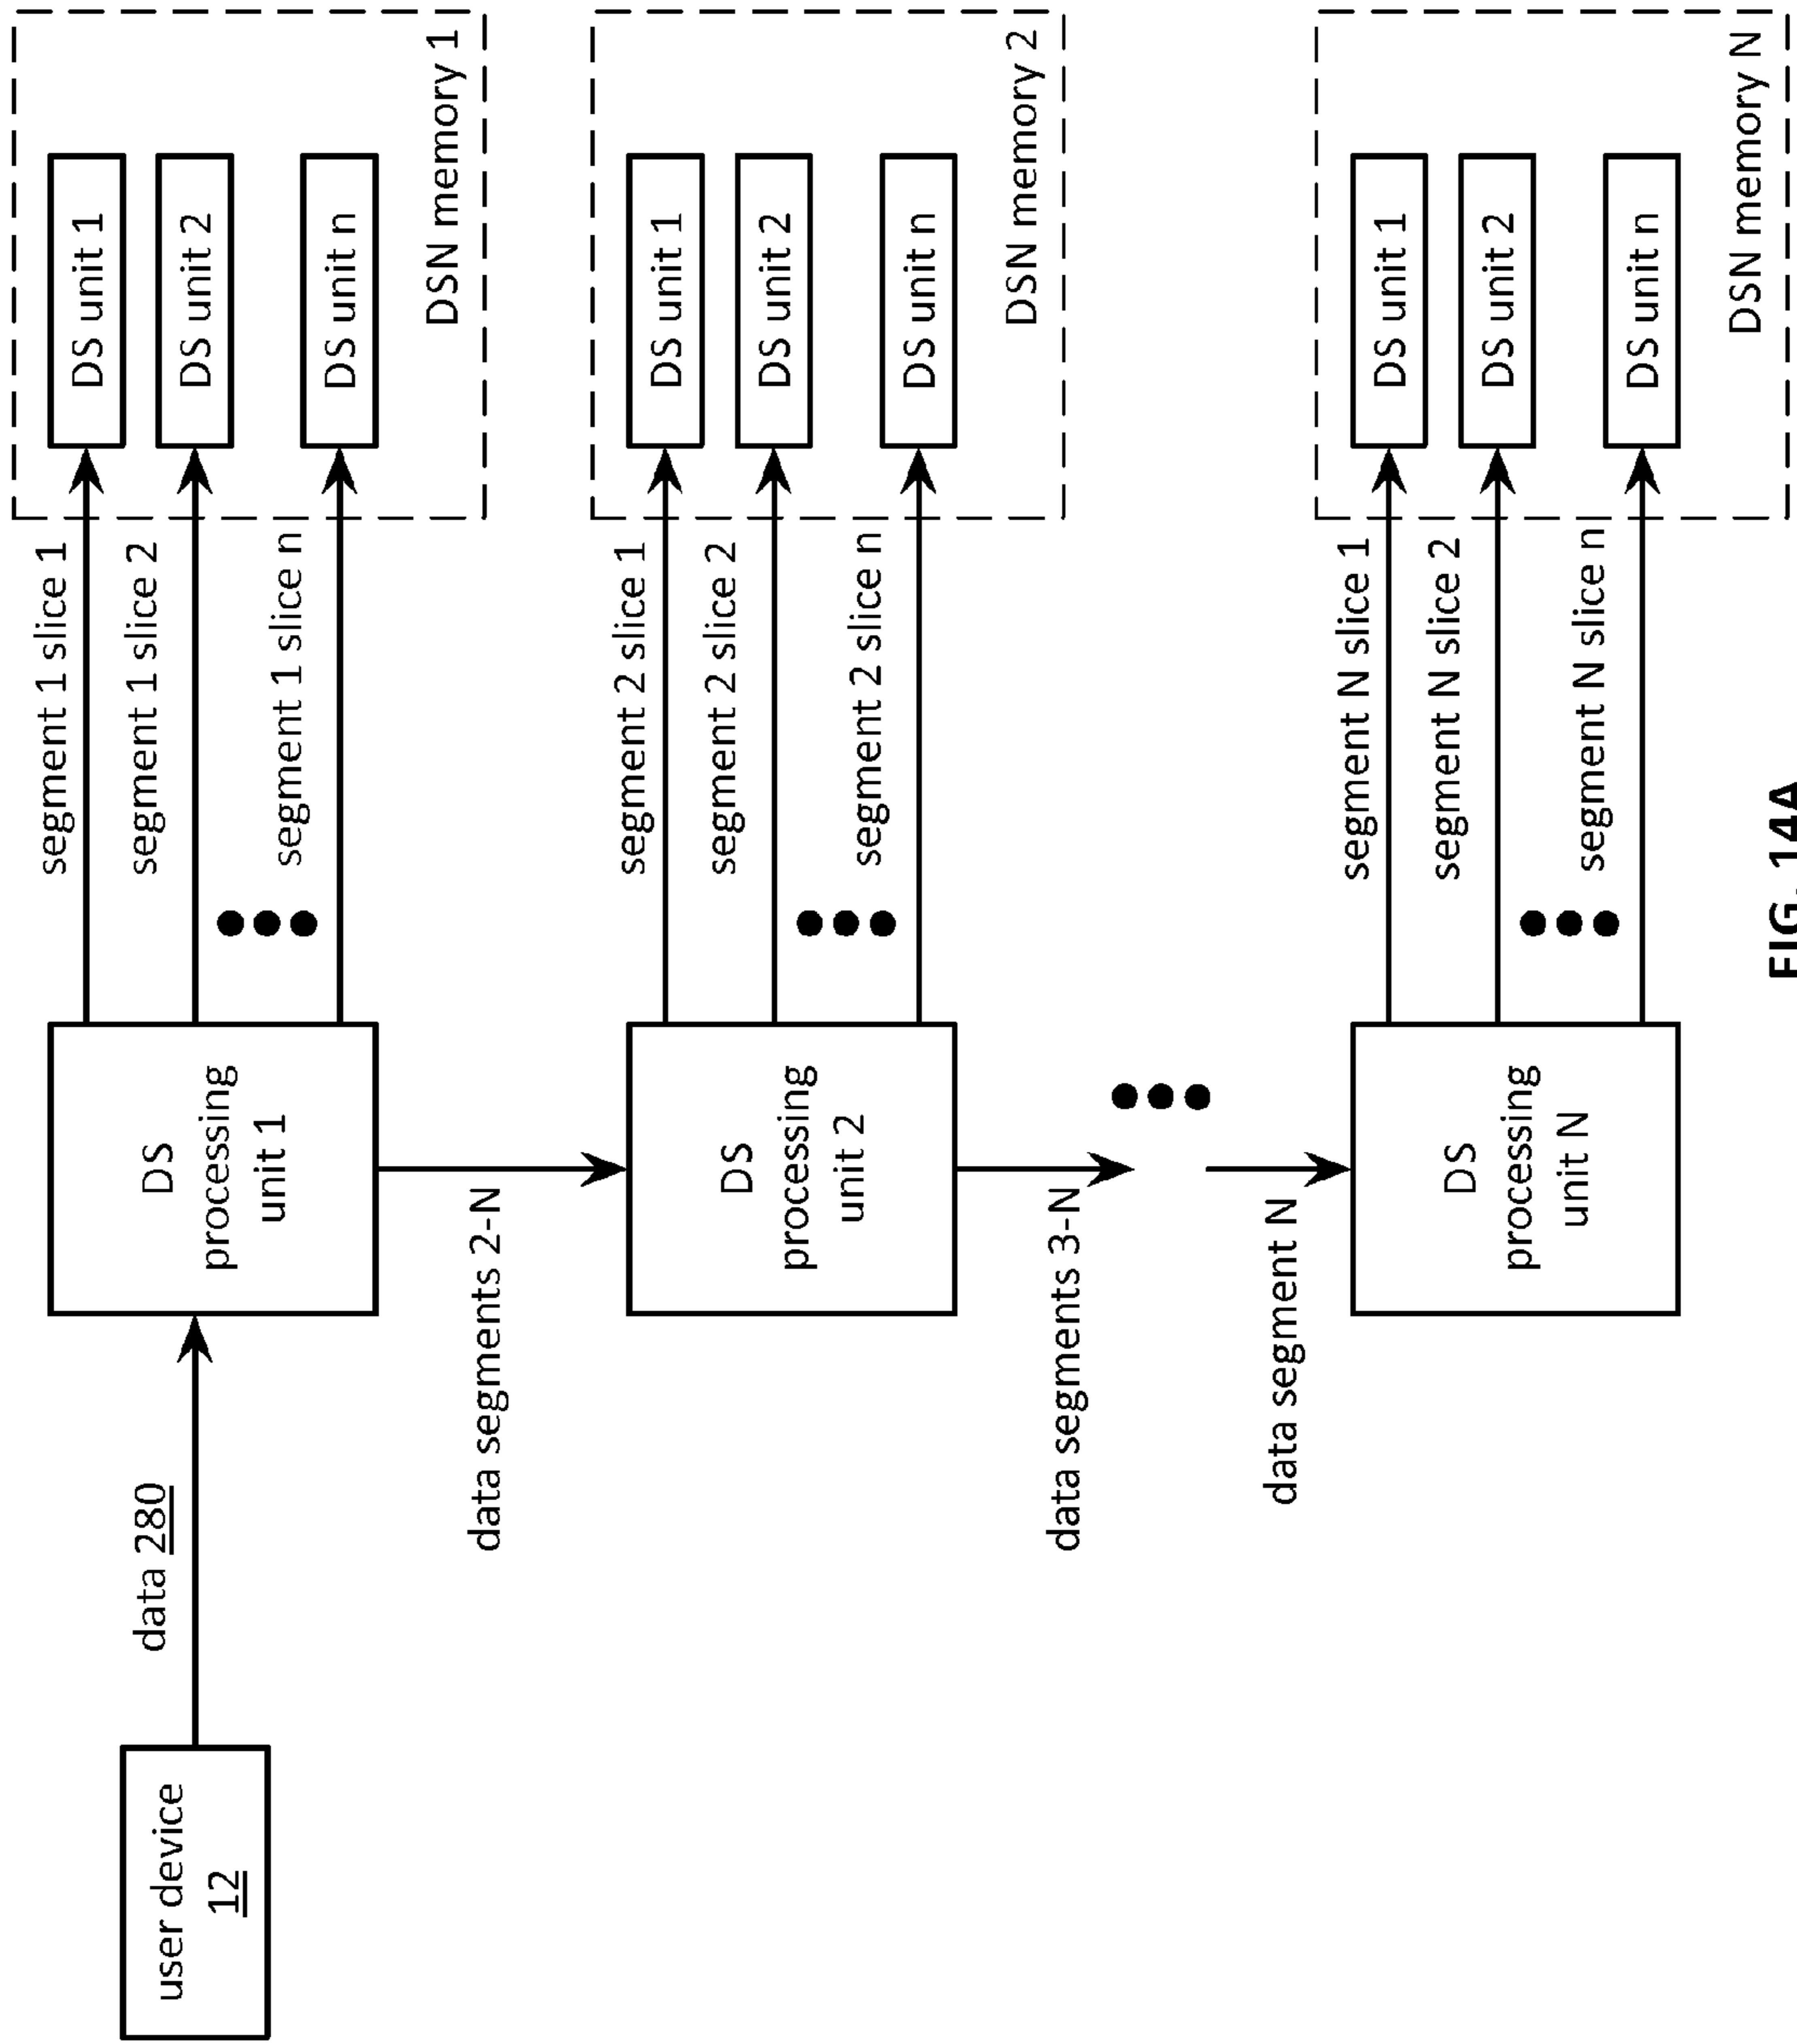 user device
12
data 280
DS
processing
unit 1
segment 1 slice 1
segment 1 slice 2
segment 1 slice n
DS unit 1
DS unit 2
DS unit n
DSN memory 1
data segments 2-N
DS
processing
unit 2
segment 2 slice 1
segment 2 slice 2
segment 2 slice n
DS unit 1
DS unit 2
DS unit n
DSN memory 2
data segments 3-N
data segment N
DS
processing
unit N
segment N slice 1
segment N slice 2
segment N slice n
DS unit 1
DS unit 2
DS unit n
DSN memory N
FIG. 14A